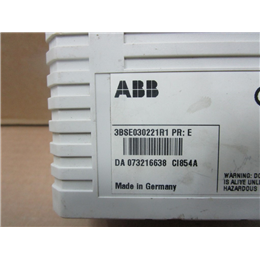 ABB
3BSE030221R1 PR: E
DA 073216638 CI854A
Made in Germany
WARNING: DO
IS ALIVE UNL
HAZARDOUS